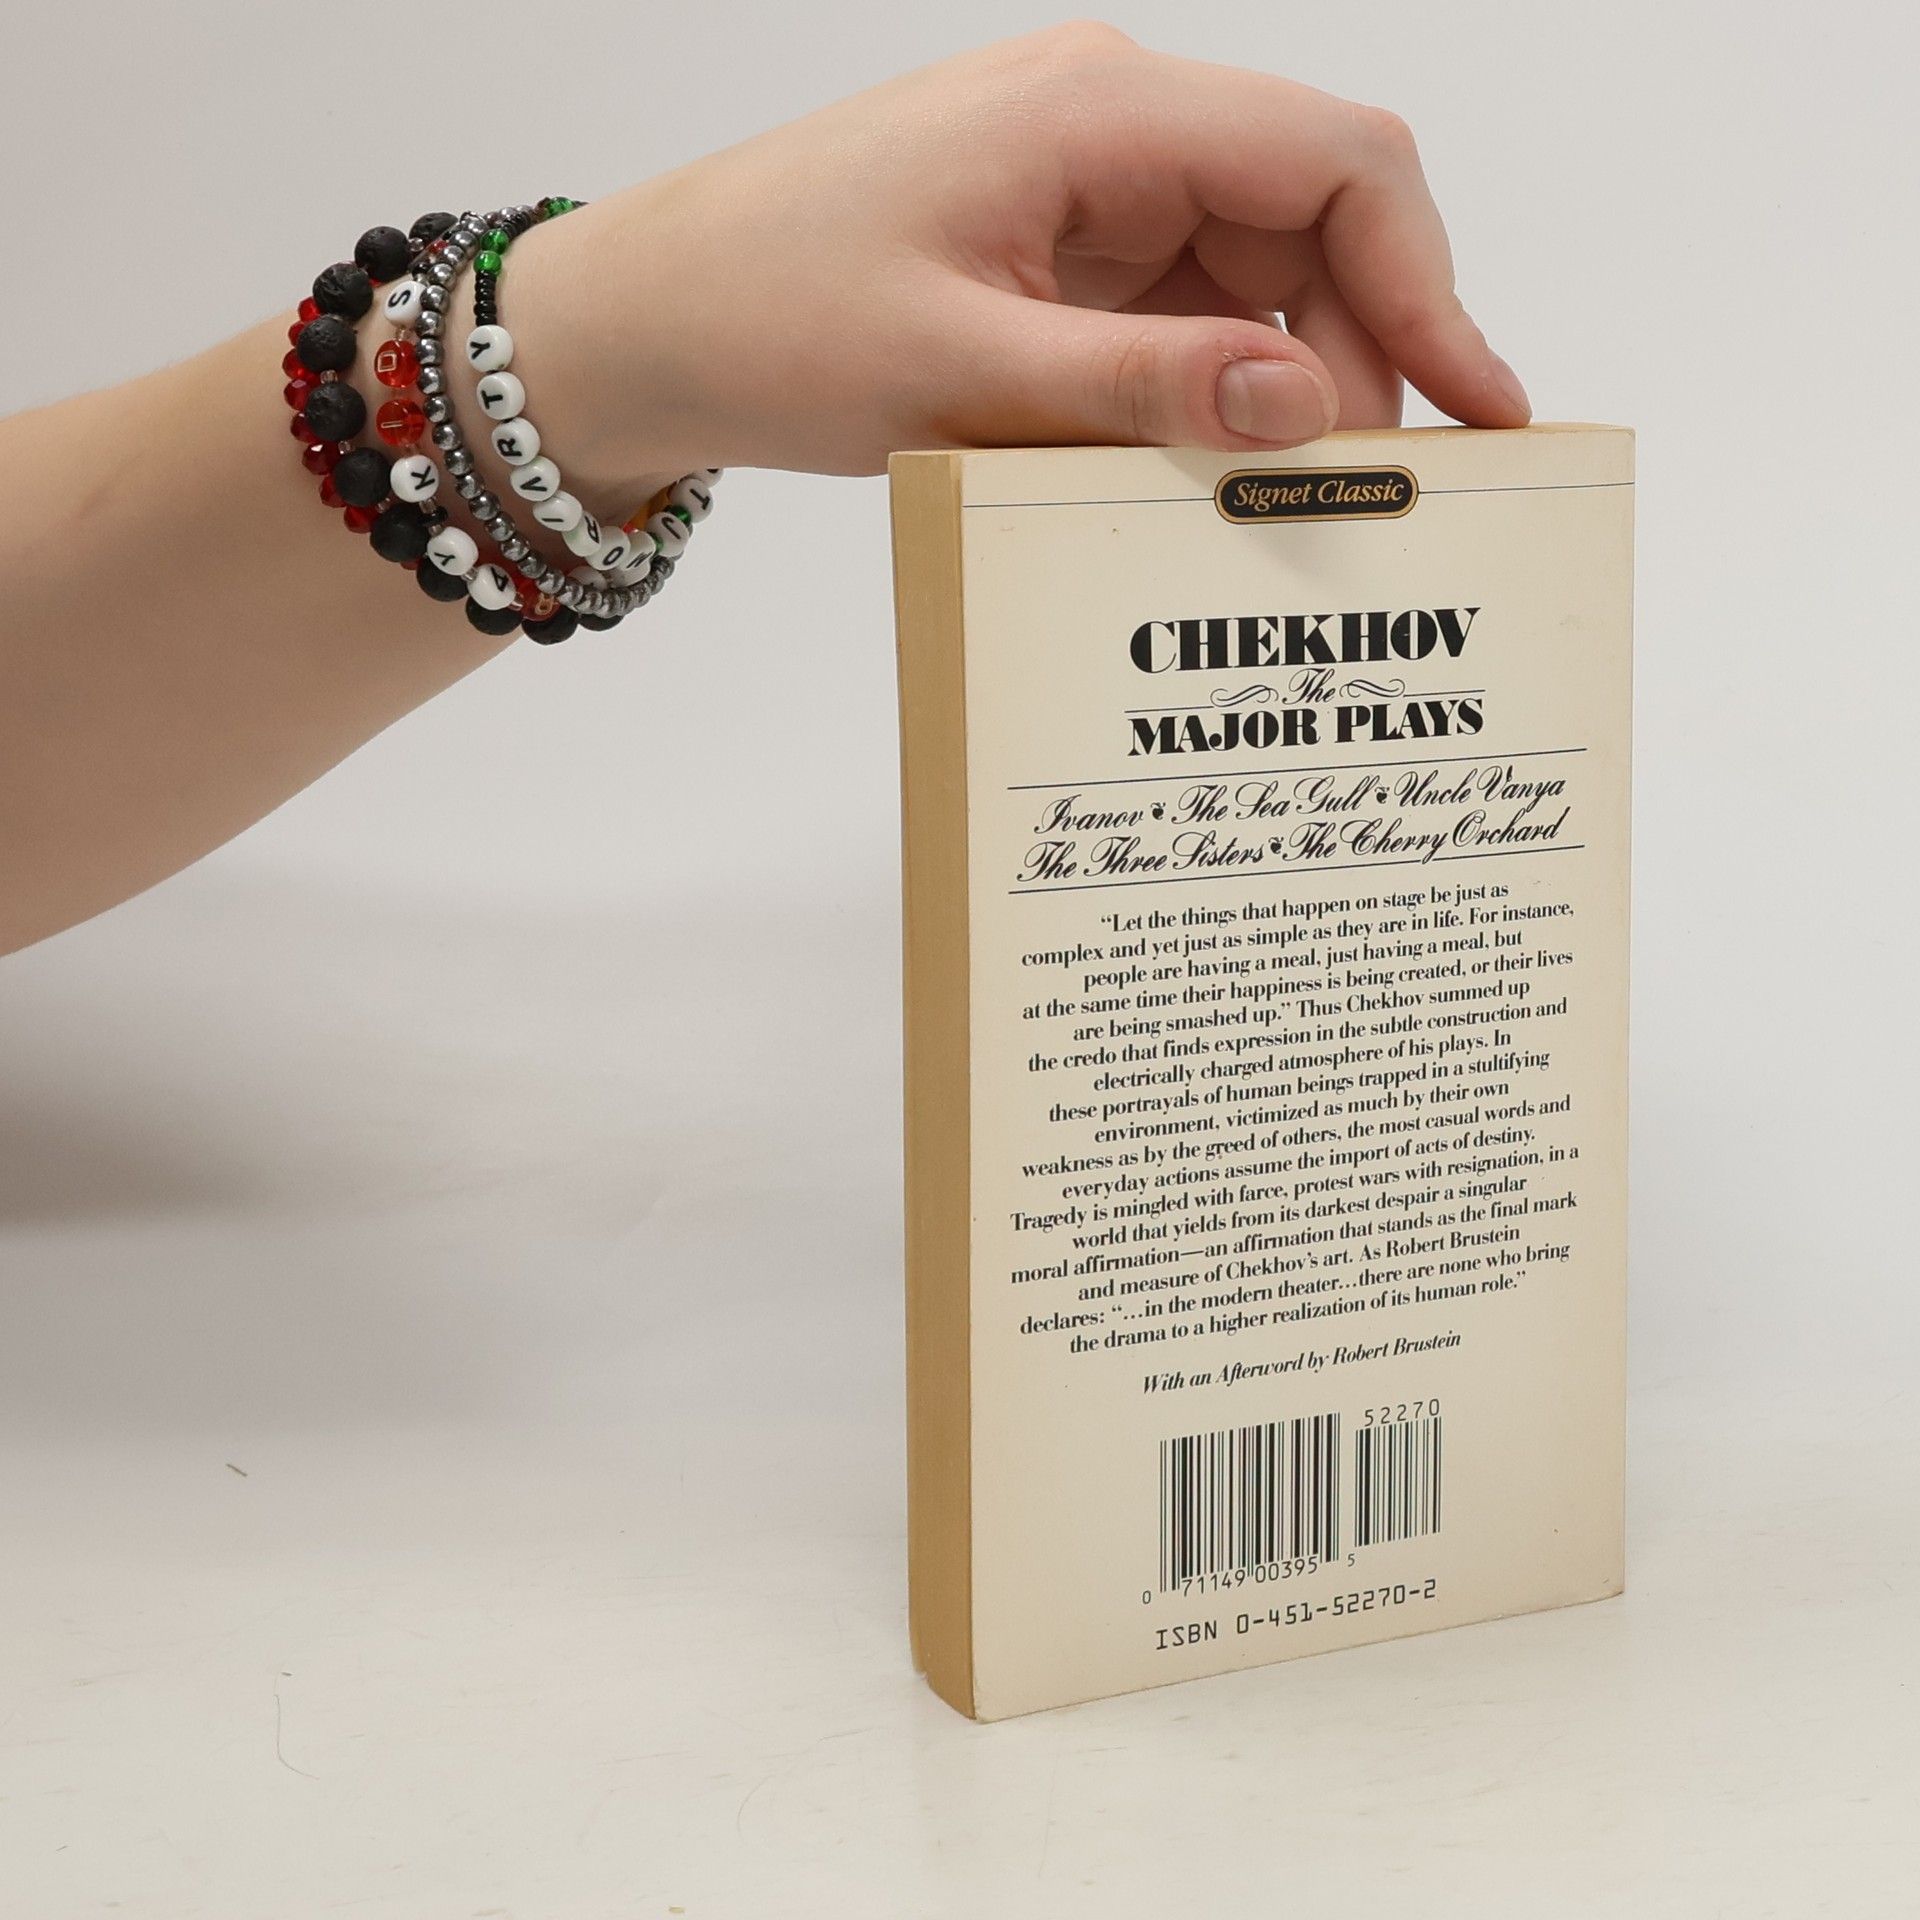 S
D
I
K
Y
A
R
Y
T
R
A
I
R
O
M
J
T
Signet Classic
CHEKHOV
The
MAJOR PLAYS
Ivanov ❦ The Sea Gull ❦ Uncle Vanya
The Three Sisters ❦ The Cherry Orchard
“Let the things that happen on stage be just as
complex and yet just as simple as they are in life. For instance,
people are having a meal, just having a meal, but
at the same time their happiness is being created, or their lives
are being smashed up.” Thus Chekhov summed up
the credo that finds expression in the subtle construction and
electrically charged atmosphere of his plays. In
these portrayals of human beings trapped in a stultifying
environment, victimized as much by their own
weakness as by the greed of others, the most casual words and
everyday actions assume the import of acts of destiny.
Tragedy is mingled with farce, protest wars with resignation, in a
world that yields from its darkest despair a singular
moral affirmation—an affirmation that stands as the final mark
and measure of Chekhov's art. As Robert Brustein
declares: “...in the modern theater...there are none who bring
the drama to a higher realization of its human role.”
With an Afterword by Robert Brustein
52270
0 71149 00395 5
ISBN 0-451-52270-2